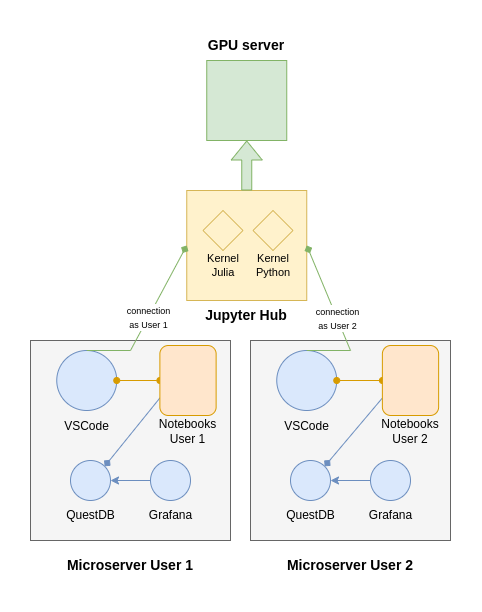 GPU server
Kernel
Julia
Kernel
Python
Jupyter Hub
connection
as User 1
connection
as User 2
VSCode
Notebooks
User 1
QuestDB
Grafana
Microserver User 1
VSCode
Notebooks
User 2
QuestDB
Grafana
Microserver User 2